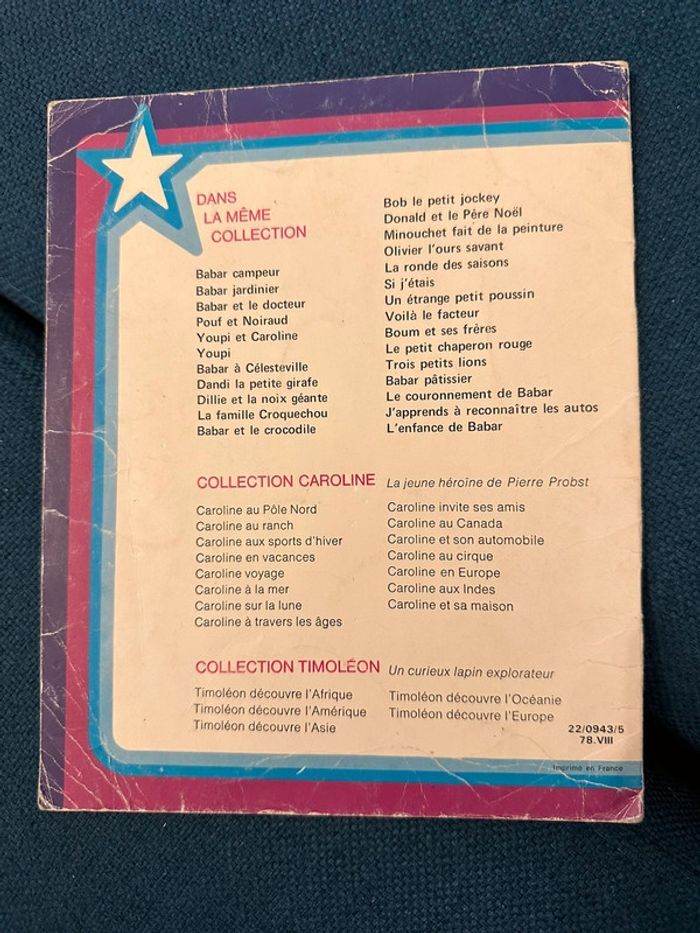 DANS
LA MÊME
COLLECTION
Babar campeur
Babar jardinier
Babar et le docteur
Pouf et Noiraud
Youpi et Caroline
Youpi
Babar à Célesteville
Dandi la petite girafe
Dillie et la noix géante
La famille Croquechou
Babar et le crocodile
Bob le petit jockey
Donald et le Père Noël
Minouchet fait de la peinture
Olivier l'ours savant
La ronde des saisons
Si j'étais
Un étrange petit poussin
Voilà le facteur
Boum et ses frères
Le petit chaperon rouge
Trois petits lions
Babar pâtissier
Le couronnement de Babar
J'apprends à reconnaître les autos
L'enfance de Babar
COLLECTION CAROLINE La jeune héroïne de Pierre Probst
Caroline au Pôle Nord
Caroline au ranch
Caroline aux sports d'hiver
Caroline en vacances
Caroline voyage
Caroline à la mer
Caroline sur la lune
Caroline à travers les âges
Caroline invite ses amis
Caroline au Canada
Caroline et son automobile
Caroline au cirque
Caroline en Europe
Caroline aux Indes
Caroline et sa maison
COLLECTION TIMOLÉON Un curieux lapin explorateur
Timoléon découvre l'Afrique
Timoléon découvre l'Amérique
Timoléon découvre l'Asie
Timoléon découvre l'Océanie
Timoléon découvre l'Europe
22/0943/5
78.VIII
Imprimé en France